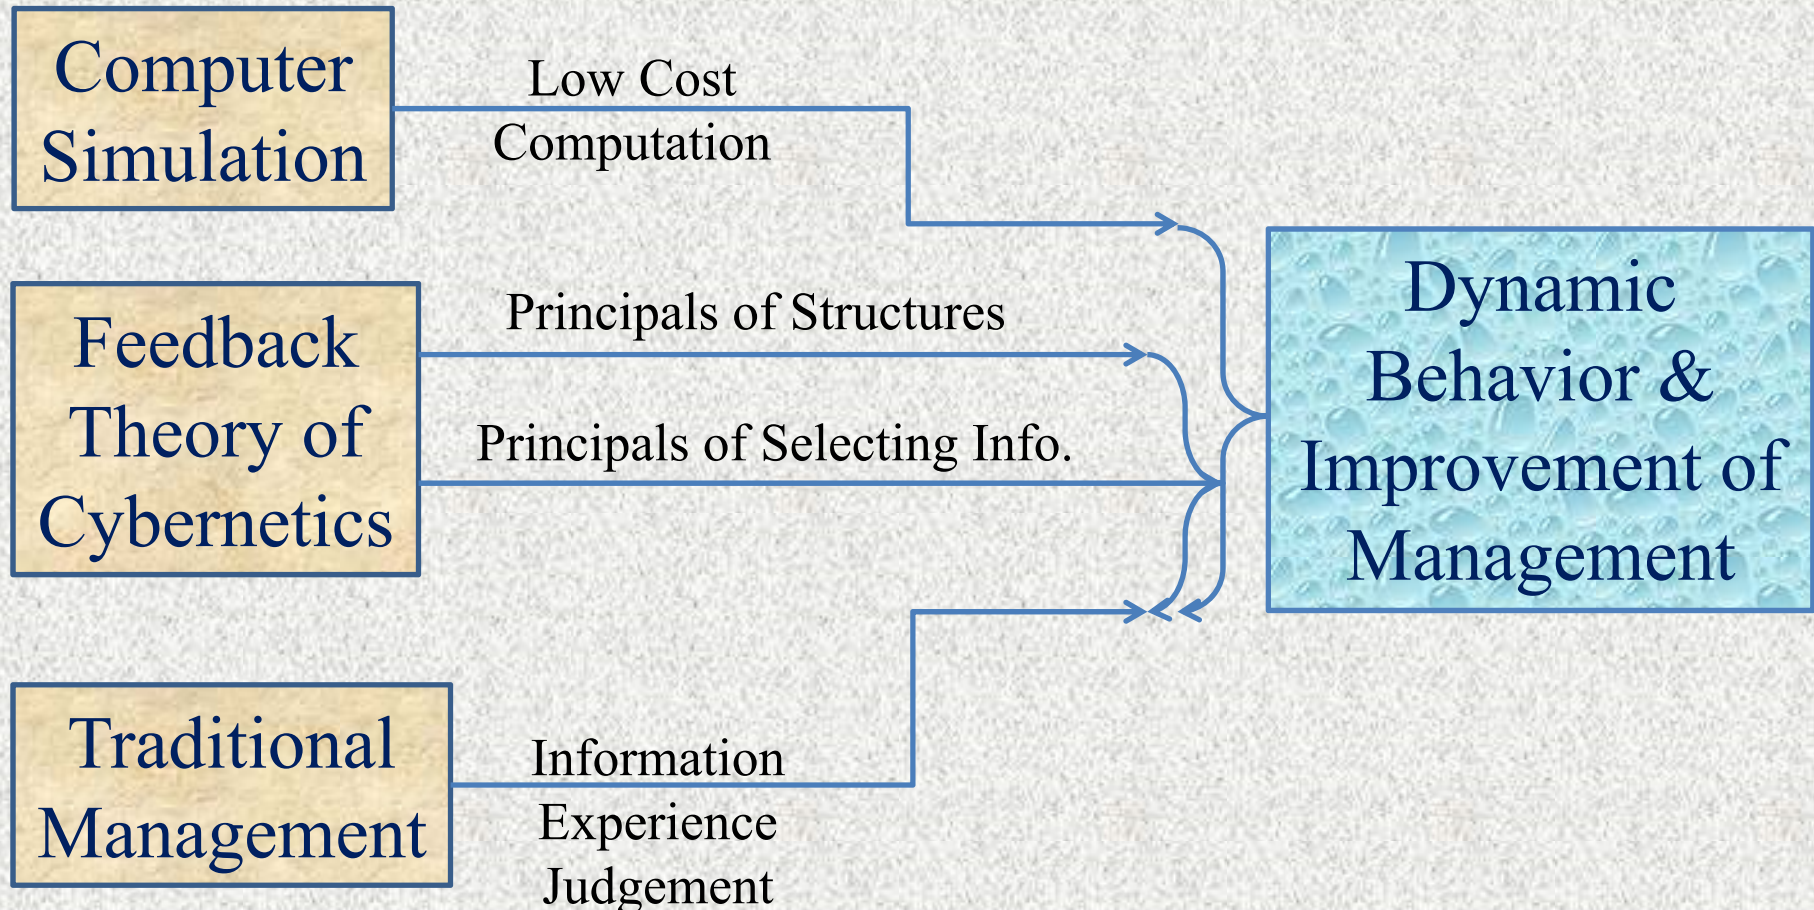 Computer
Simulation
Low Cost
Computation
Feedback
Theory of
Cybernetics
Principals of Structures
Principals of Selecting Info.
Traditional
Management
Information
Experience
Judgement
Dynamic
Behavior &
Improvement of
Management